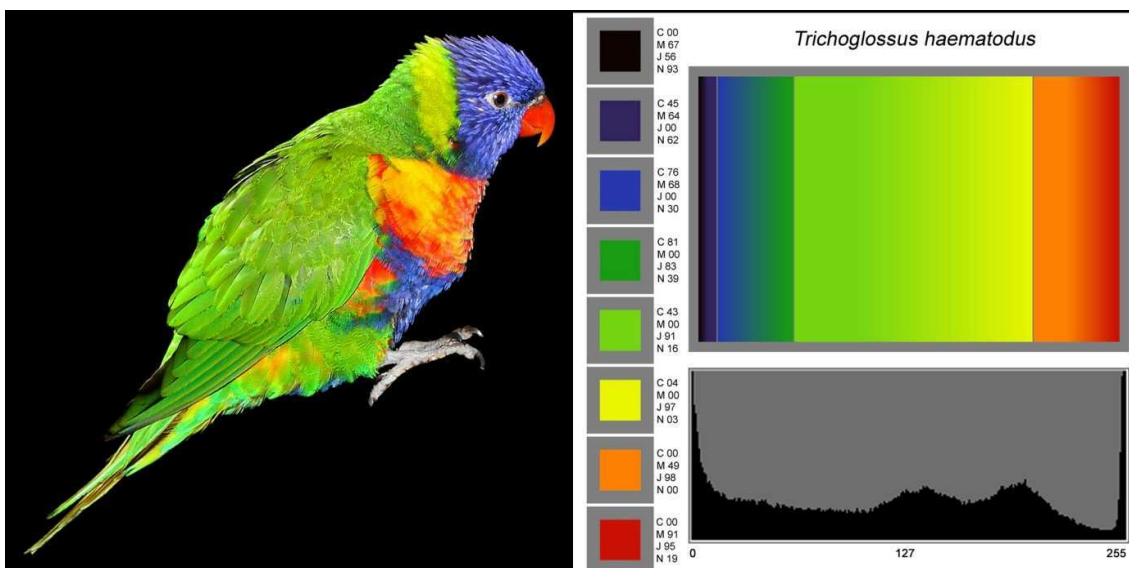 Trichoglossus haematodus
C 00
M 67
J 56
N 93
C 45
M 64
J 00
N 62
C 76
M 68
J 00
N 30
C 81
M 00
J 83
N 39
C 43
M 00
J 91
N 16
C 04
M 00
J 97
N 03
C 00
M 49
J 98
N 00
C 00
M 91
J 95
N 19
0 127 255